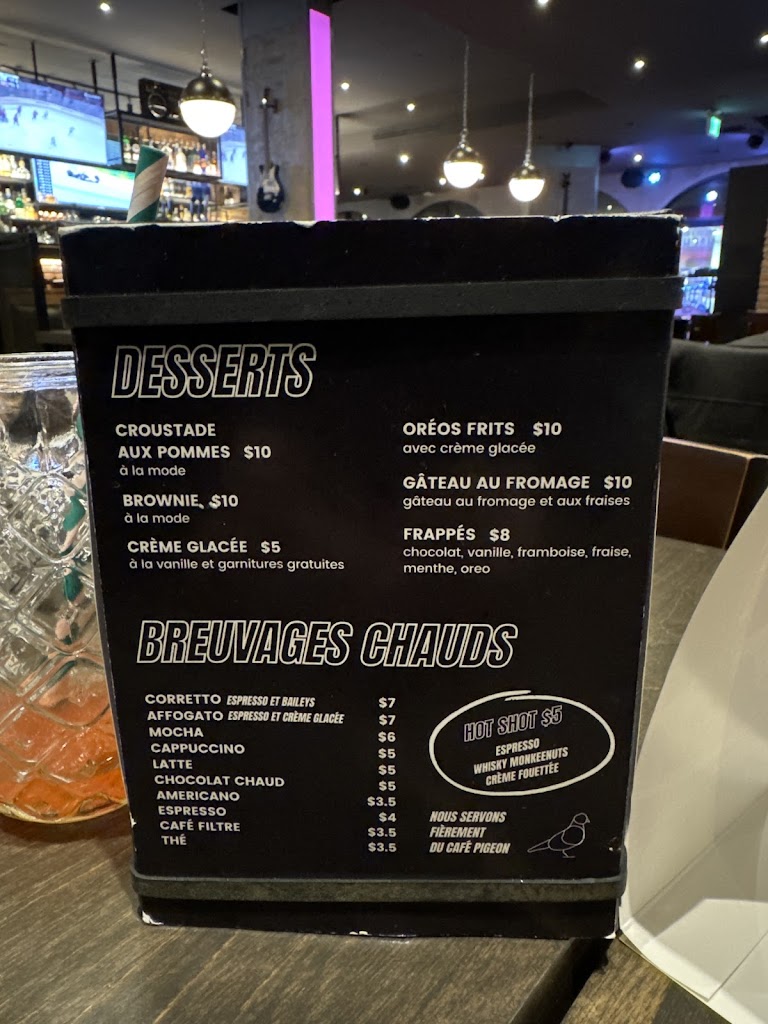 DESSERTS
CROUSTADE
AUX POMMES $10
à la mode
BROWNIE, $10
à la mode
CRÈME GLACÉE $5
à la vanille et garnitures gratuites
ORÉOS FRITS $10
avec crème glacée
GÂTEAU AU FROMAGE $10
gâteau au fromage et aux fraises
FRAPPÉS $8
chocolat, vanille, framboise, fraise,
menthe, oreo
BREUVAGES CHAUDS
CORRETTO ESPRESSO ET BAILEYS $7
AFFOGATO ESPRESSO ET CRÈME GLACÉE $7
MOCHA $6
CAPPUCCINO $5
LATTE $5
CHOCOLAT CHAUD $5
AMERICANO $3.5
ESPRESSO $4
CAFÉ FILTRE $3.5
THÉ $3.5
HOT SHOT $5
ESPRESSO
WHISKY MONKEENUTS
CRÈME FOUETTÉE
NOUS SERVONS
FIÈREMENT
DU CAFÉ PIGEON